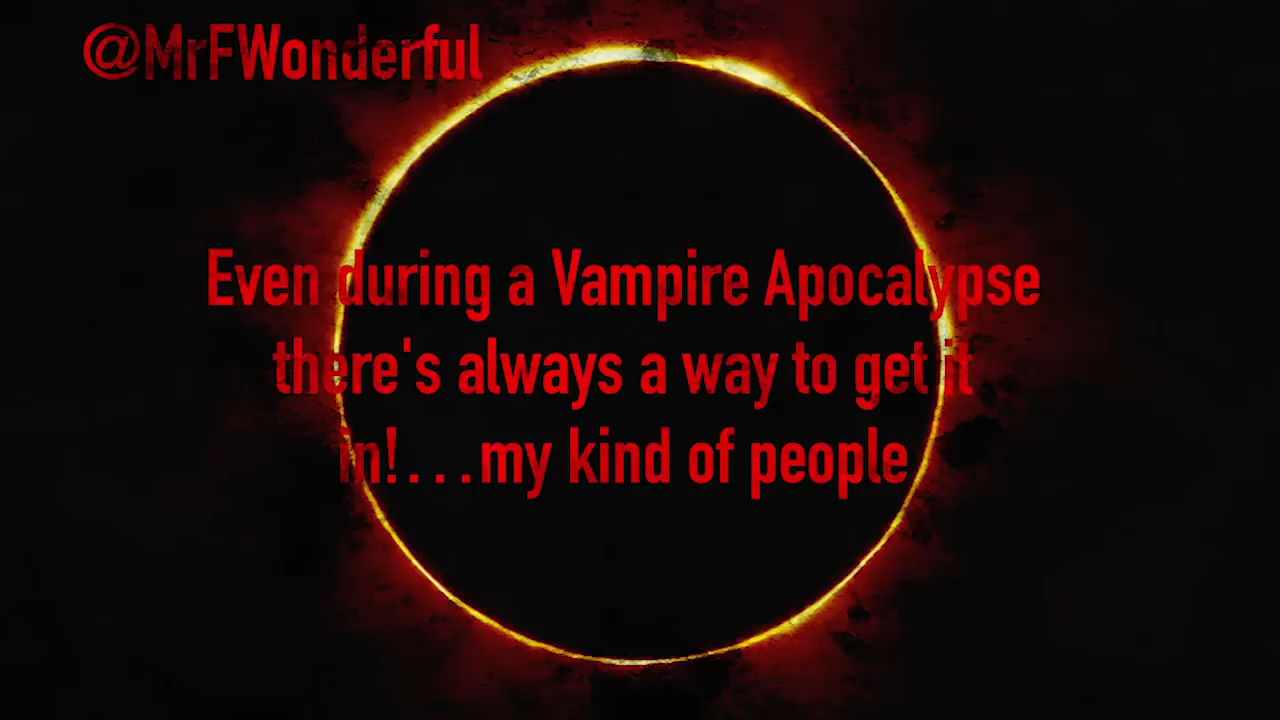 @MrFWonderful
Even during a Vampire Apocalypse
there's always a way to get it
in!...my kind of people